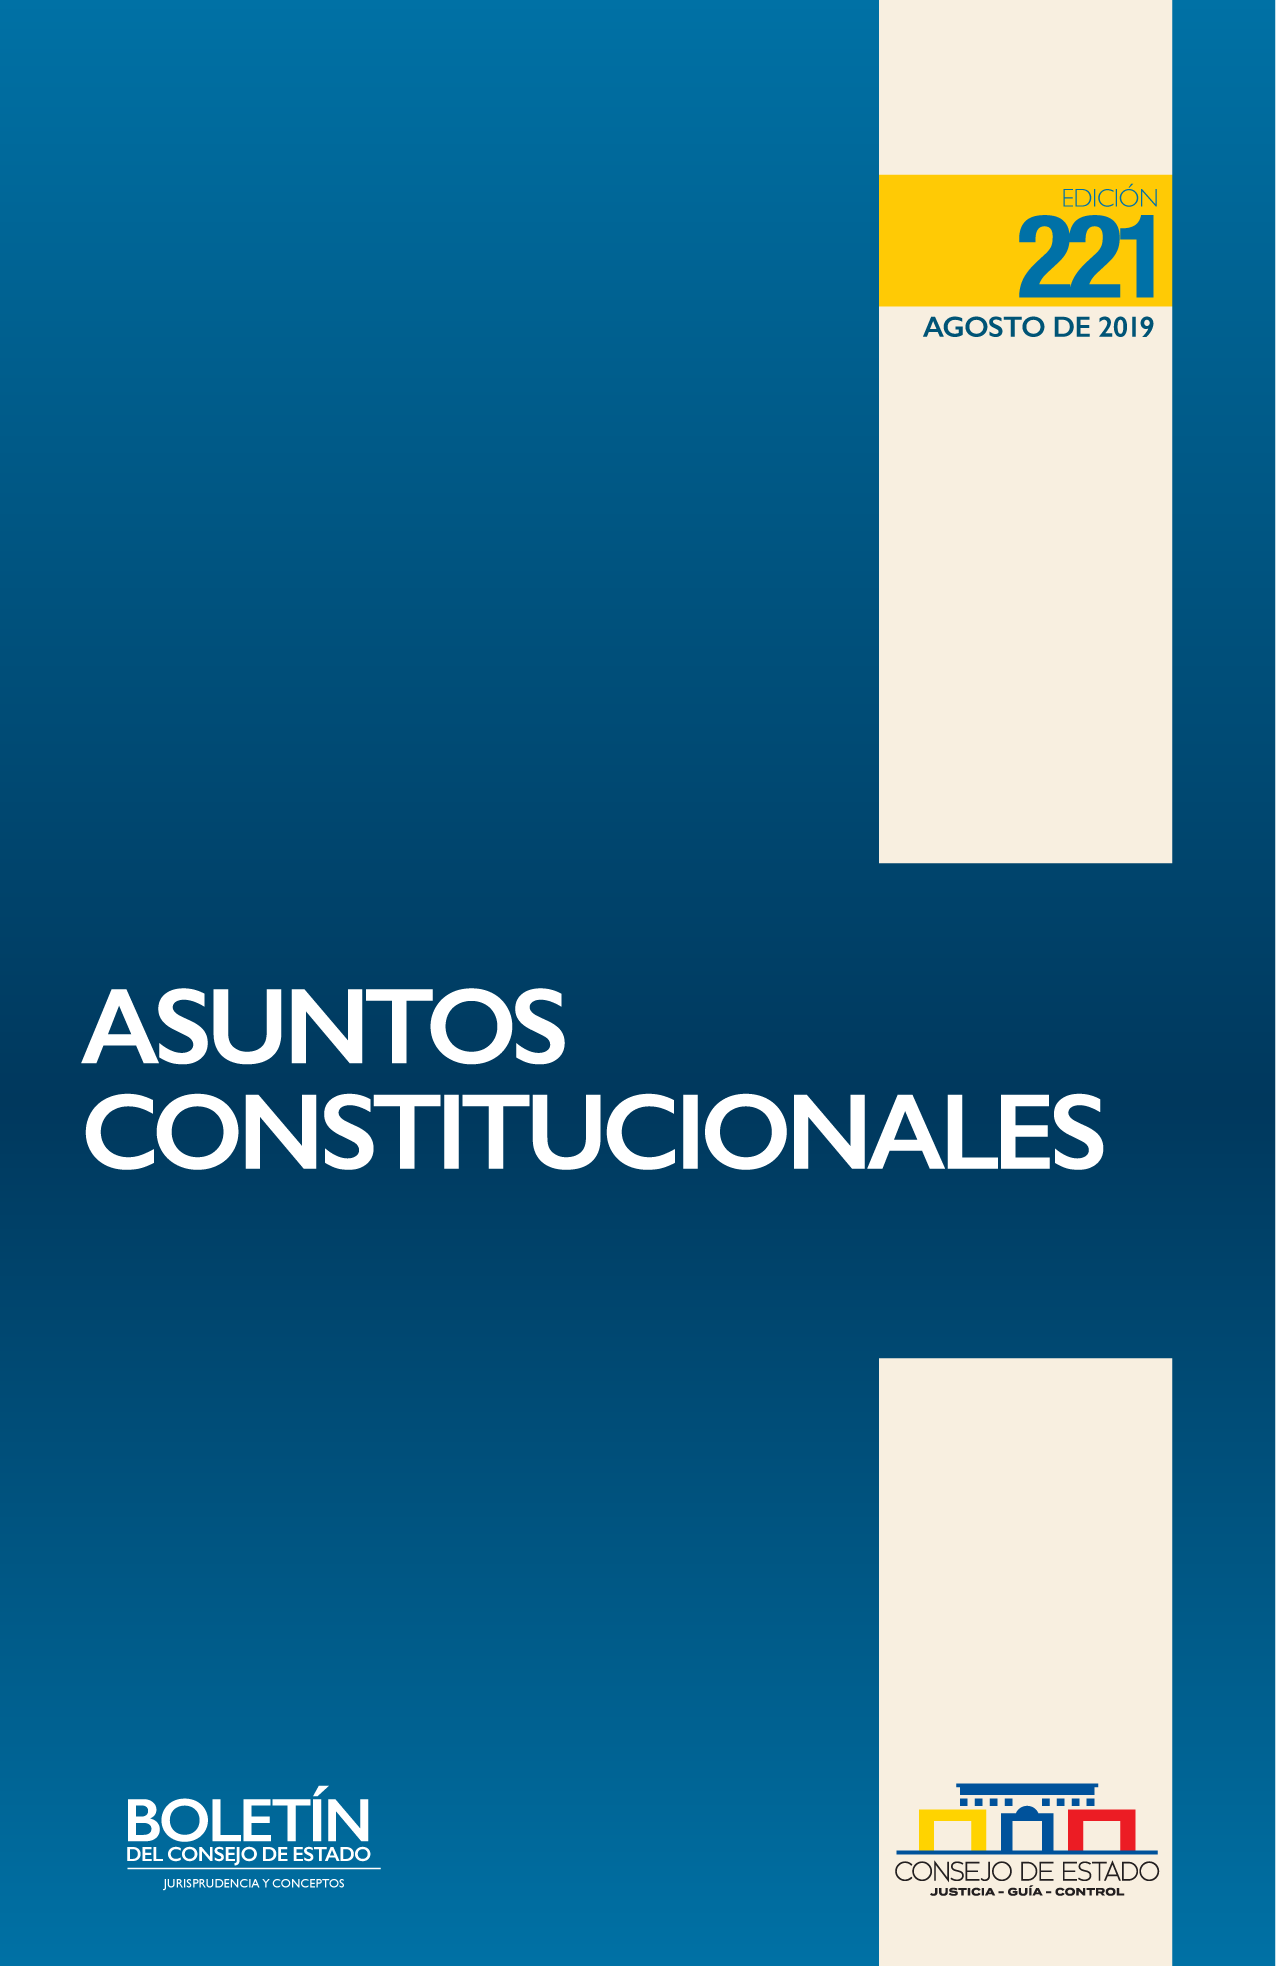 EDICIÓN
221
AGOSTO DE 2019
ASUNTOS
CONSTITUCIONALES
BOLETÍN
DEL CONSEJO DE ESTADO
JURISPRUDENCIA Y CONCEPTOS
CONSEJO DE ESTADO
JUSTICIA - GUÍA - CONTROL